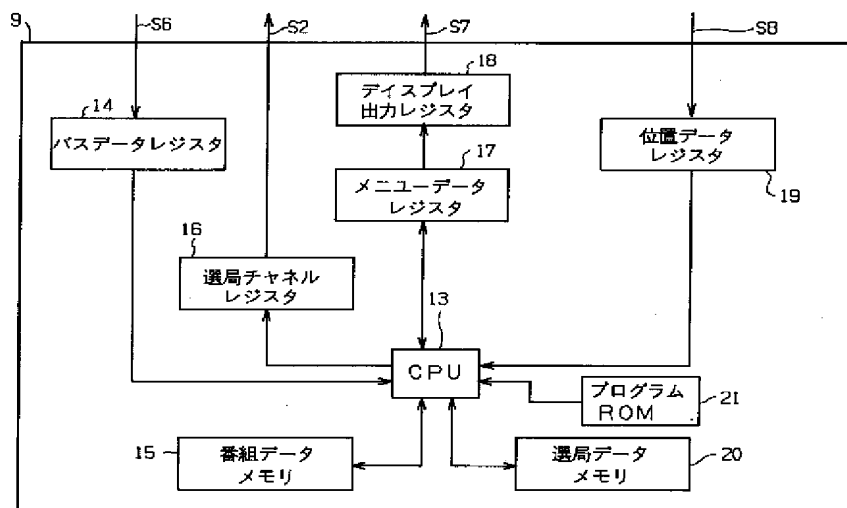 9
S6
S2
S7
S8
14
バスデータレジスタ
18
ディスプレイ
出力レジスタ
17
メニューデータ
レジスタ
位置データ
レジスタ
19
16
選局チャネル
レジスタ
13
CPU
プログラム
ROM
21
15
番組データ
メモリ
選局データ
メモリ
20